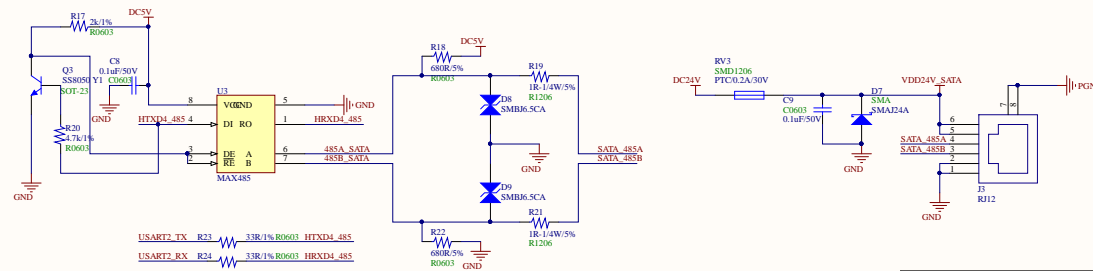 R17
2k/1%
R0603
DC5V
Q3
SS8050 Y1
SOT-23
C8
0.1uF/50V
C0603
GND
R20
4.7k/1%
R0603
GND
HTXD4_485
U3
8
VCC
GND
5
GND
4
DI
RO
1
HRXD4_485
3
DE
A
6
485A_SATA
2
RE
B
7
485B_SATA
MAX485
USART2_TX
R23
33R/1%
R0603
HTXD4_485
USART2_RX
R24
33R/1%
R0603
HRXD4_485
R18
680R/5%
R0603
DC5V
D8
SMBJ6.5CA
GND
D9
SMBJ6.5CA
R22
680R/5%
R0603
GND
R19
1R-1/4W/5%
R1206
R21
1R-1/4W/5%
R1206
SATA_485A
SATA_485B
RV3
SMD1206
PTC/0.2A/30V
DC24V
C9
C0603
0.1uF/50V
D7
SMA
SMAJ24A
GND
VDD24V_SATA
7
8
PGN
6
5
SATA_485A
4
SATA_485B
3
2
1
GND
J3
RJ12